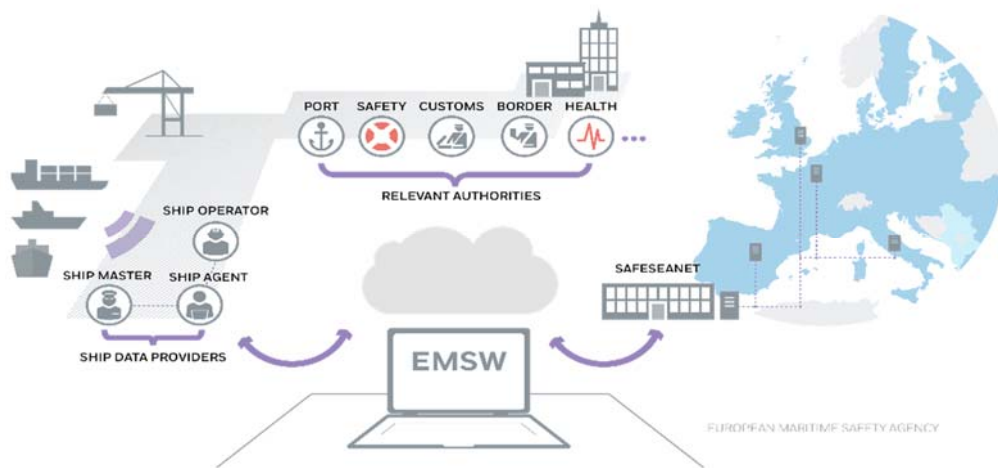 PORT SAFETY CUSTOMS BORDER HEALTH
RELEVANT AUTHORITIES
SHIP OPERATOR
SHIP MASTER SHIP AGENT
SHIP DATA PROVIDERS
SAFESEANET
EMSW
EUROPEAN MARITIME SAFETY AGENCY